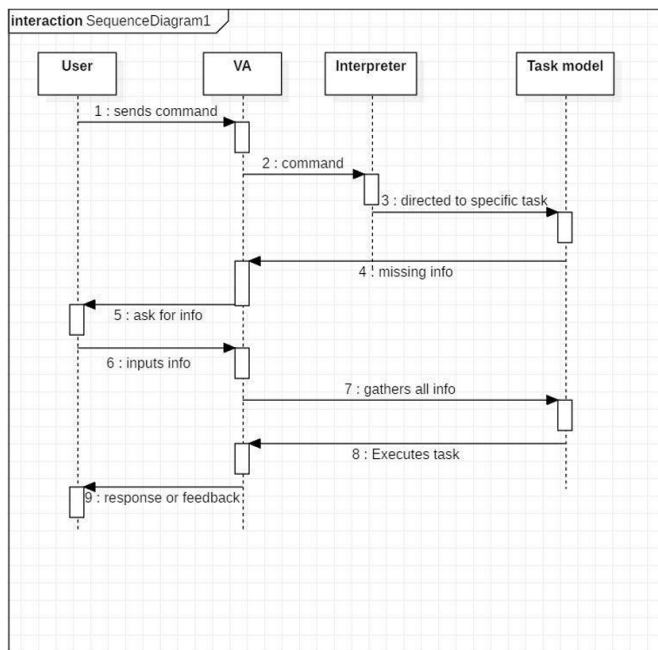 interaction SequenceDiagram1
User
VA
Interpreter
Task model
1 : sends command
2 : command
3 : directed to specific task
4 : missing info
5 : ask for info
6 : inputs info
7 : gathers all info
8 : Executes task
9 : response or feedback